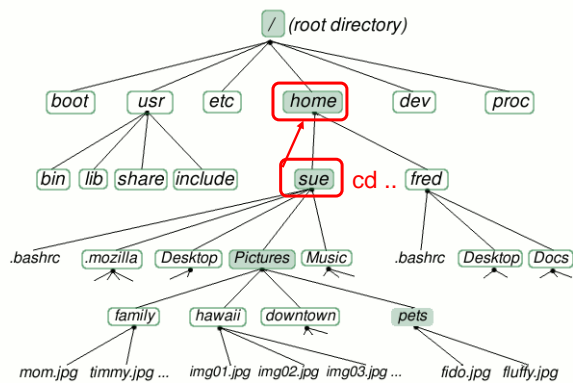 / (root directory)
boot usr etc home dev proc
bin lib share include sue cd .. fred
.bashrc .mozilla Desktop Pictures Music .bashrc Desktop Docs
family hawaii downtown pets
mom.jpg timmy.jpg ... img01.jpg img02.jpg img03.jpg ... fido.jpg fluffy.jpg